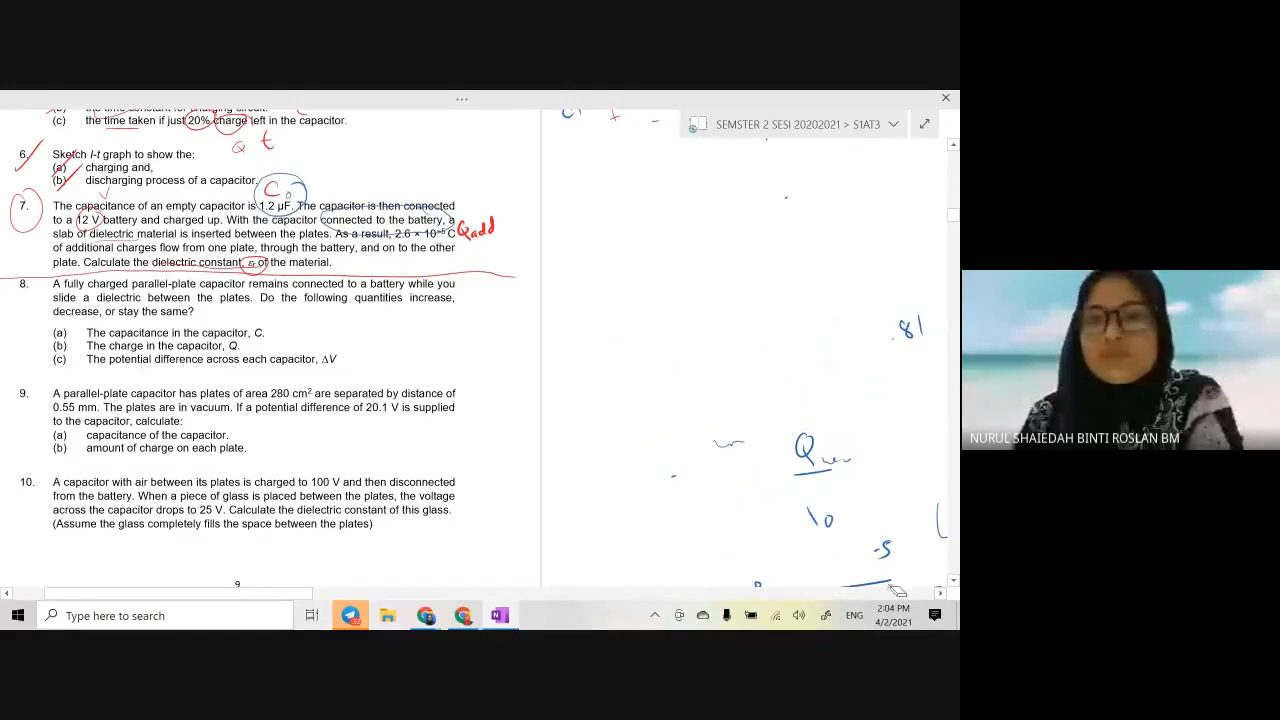 SEMSTER 2 SESI 20202021 > S1AT3
(c) the time taken if just 20% charge left in the capacitor.
Q t
6. Sketch I-t graph to show the:
(a) charging and,
(b) discharging process of a capacitor.
C₀
7. The capacitance of an empty capacitor is 1.2 μF. The capacitor is then connected
to a 12 V battery and charged up. With the capacitor connected to the battery, a
slab of dielectric material is inserted between the plates. As a result, 2.6 × 10⁻⁵ C
Qadd
of additional charges flow from one plate, through the battery, and on to the other
plate. Calculate the dielectric constant, εr of the material.
8. A fully charged parallel-plate capacitor remains connected to a battery while you
slide a dielectric between the plates. Do the following quantities increase,
decrease, or stay the same?
(a) The capacitance in the capacitor, C.
(b) The charge in the capacitor, Q.
(c) The potential difference across each capacitor, ΔV
9. A parallel-plate capacitor has plates of area 280 cm² are separated by distance of
0.55 mm. The plates are in vacuum. If a potential difference of 20.1 V is supplied
to the capacitor, calculate:
(a) capacitance of the capacitor.
(b) amount of charge on each plate.
10. A capacitor with air between its plates is charged to 100 V and then disconnected
from the battery. When a piece of glass is placed between the plates, the voltage
across the capacitor drops to 25 V. Calculate the dielectric constant of this glass.
(Assume the glass completely fills the space between the plates)
9
.81
Q
10
-5
NURUL SHAIEDAH BINTI ROSLAN BM
Type here to search
ENG
2:04 PM
4/2/2021